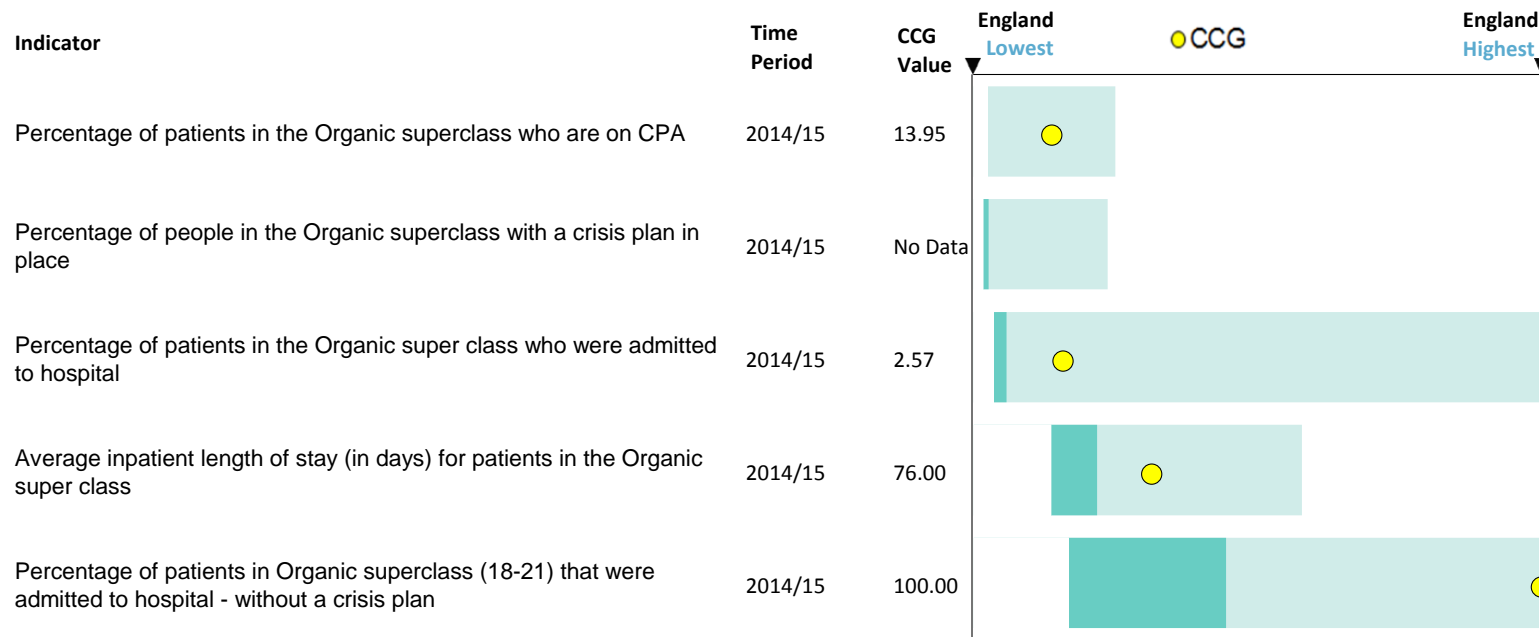 Indicator
Time Period
CCG Value
England Lowest
CCG
England Highest
Percentage of patients in the Organic superclass who are on CPA 2014/15 13.95
Percentage of people in the Organic superclass with a crisis plan in
place
2014/15 No Data
Percentage of patients in the Organic super class who were admitted
to hospital
2014/15 2.57
Average inpatient length of stay (in days) for patients in the Organic
super class
2014/15 76.00
Percentage of patients in Organic superclass (18-21) that were
admitted to hospital - without a crisis plan
2014/15 100.00